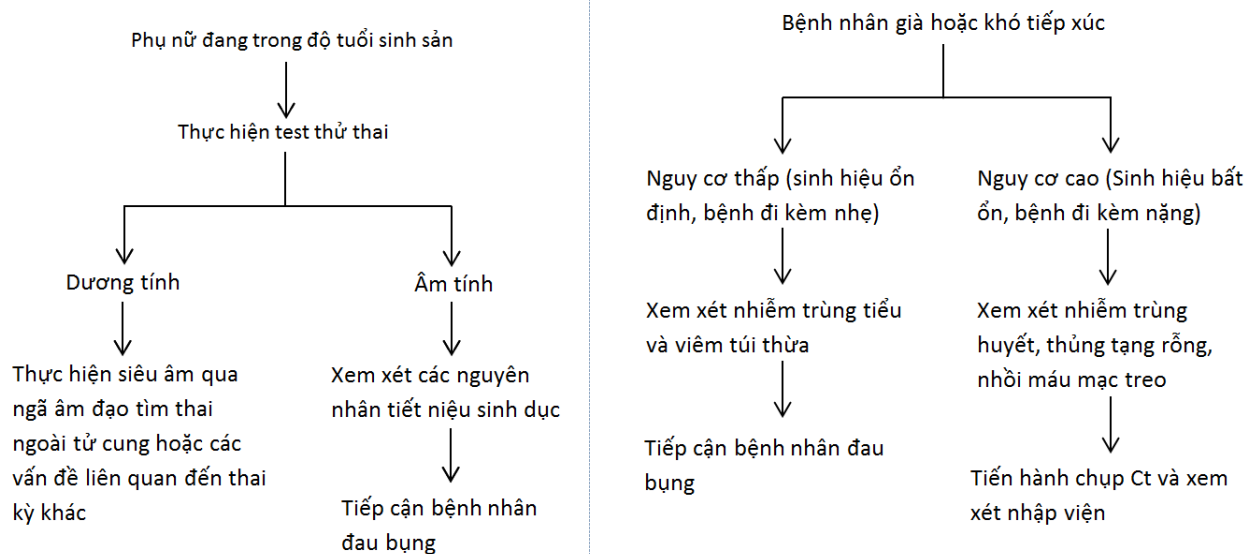 Phụ nữ đang trong độ tuổi sinh sản
Thực hiện test thử thai
Dương tính
Âm tính
Thực hiện siêu âm qua
ngã âm đạo tìm thai
ngoài tử cung hoặc các
vấn đề liên quan đến thai
kỳ khác
Xem xét các nguyên
nhân tiết niệu sinh dục
Tiếp cận bệnh nhân
đau bụng
Bệnh nhân già hoặc khó tiếp xúc
Nguy cơ thấp (sinh hiệu ổn
định, bệnh đi kèm nhẹ)
Xem xét nhiễm trùng tiểu
và viêm túi thừa
Tiếp cận bệnh nhân đau
bụng
Nguy cơ cao (Sinh hiệu bất
ổn, bệnh đi kèm nặng)
Xem xét nhiễm trùng
huyết, thủng tạng rỗng,
nhồi máu mạc treo
Tiến hành chụp Ct và xem
xét nhập viện